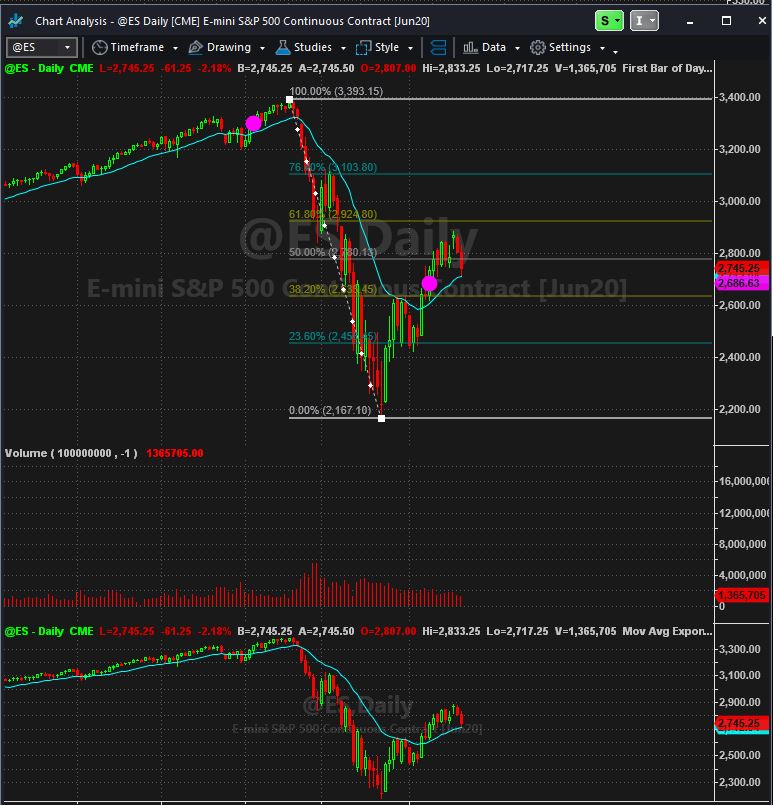 F330.00
Chart Analysis - @ES Daily [CME] E-mini S&P 500 Continuous Contract [Jun20]
S
I
@ES
Timeframe
Drawing
Studies
Style
Data
Settings
@ES - Daily CME L=2,745.25 -61.25 -2.18% B=2,745.25 A=2,745.50 O=2,807.00 Hi=2,833.25 Lo=2,717.25 V=1,365,705 First Bar of Day...
100.00% (3,393.15)
3,400.00
3,200.00
76.40% (3,103.80)
3,000.00
61.80% (2,924.80)
@ES.Daily
50.00% (2,780.13)
2,800.00
2,745.25
2,686.63
E-mini S&P 500 Continuous Contract [Jun20]
38.20% (2,635.45)
2,600.00
23.60%
2,400.00
0.00% (2,167.10)
2,200.00
Volume ( 100000000 , -1 ) 1365705.00
16,000,000
12,000,000
8,000,000
4,000,000
1,365,705
0
@ES - Daily CME L=2,745.25 -61.25 -2.18% B=2,745.25 A=2,745.50 O=2,807.00 Hi=2,833.25 Lo=2,717.25 V=1,365,705 Mov Avg Expon...
3,300.00
3,100.00
2,900.00
@ES.Daily
2,745.25
E-mini S&P 500 Continuous Contract [Jun20]
2,500.00
2,300.00